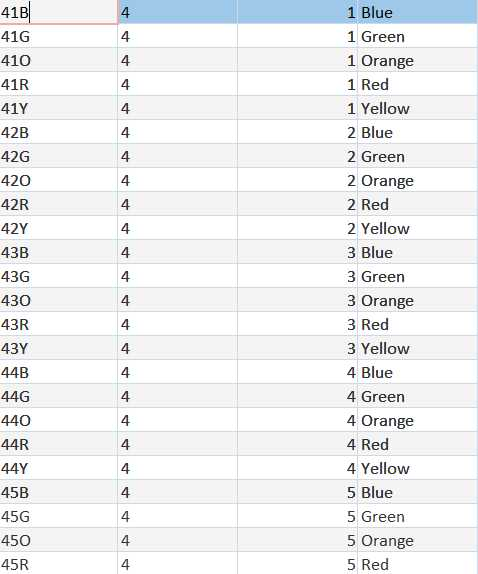 41B 4 1 Blue
41G 4 1 Green
41O 4 1 Orange
41R 4 1 Red
41Y 4 1 Yellow
42B 4 2 Blue
42G 4 2 Green
42O 4 2 Orange
42R 4 2 Red
42Y 4 2 Yellow
43B 4 3 Blue
43G 4 3 Green
43O 4 3 Orange
43R 4 3 Red
43Y 4 3 Yellow
44B 4 4 Blue
44G 4 4 Green
44O 4 4 Orange
44R 4 4 Red
44Y 4 4 Yellow
45B 4 5 Blue
45G 4 5 Green
45O 4 5 Orange
45R 4 5 Red